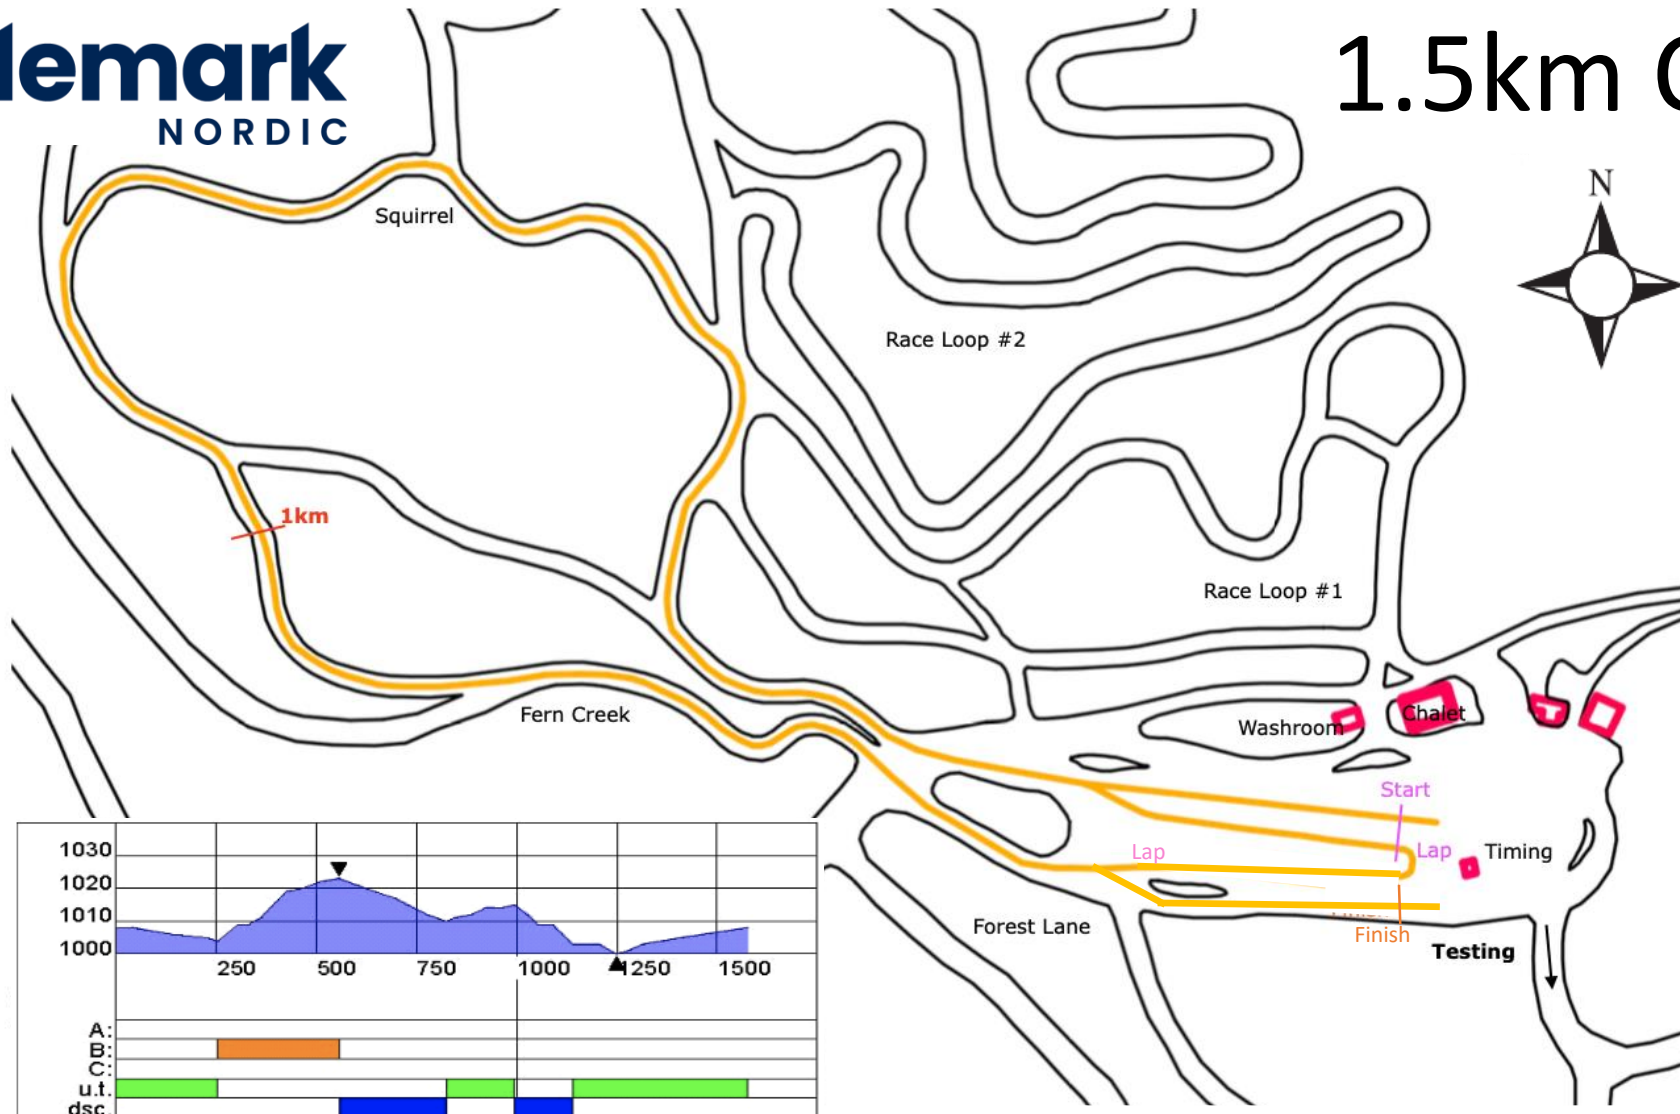 lemark
NORDIC
1.5km
N
Squirrel
Race Loop #2
1km
Race Loop #1
Fern Creek
Washroom
Chalet
Start
Lap
Lap
Timing
Forest Lane
Finish
Testing
1030
1020
1010
1000
250 500 750 1000 1250 1500
A:
B:
C:
u.t.
dsc.